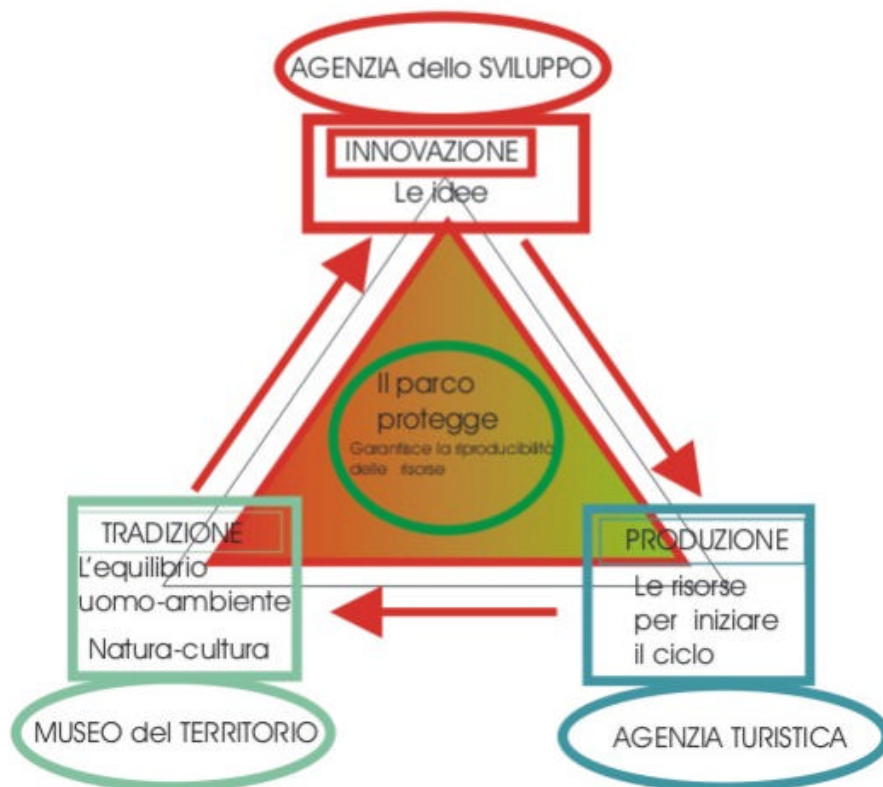 AGENZIA dello SVILUPPO
INNOVAZIONE
Le idee
Il parco
protegge
Garantisce la riproducibilità
delle risorse
TRADIZIONE
L'equilibrio
uomo-ambiente
Natura-cultura
MUSEO del TERRITORIO
PRODUZIONE
Le risorse
per iniziare
il ciclo
AGENZIA TURISTICA